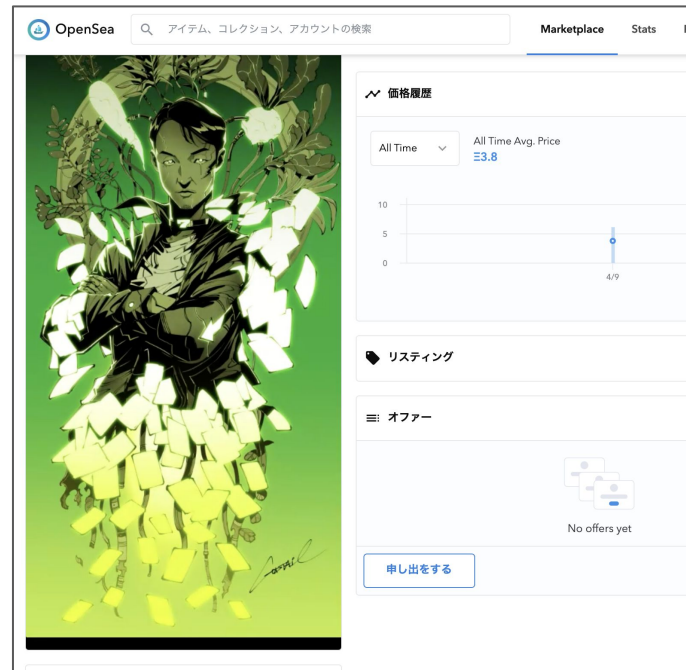 OpenSea
アイテム、コレクション、アカウントの検索
Marketplace
Stats
価格履歴
All Time
All Time Avg. Price
Ξ3.8
10
5
0
4/9
リスティング
オファー
No offers yet
申し出をする